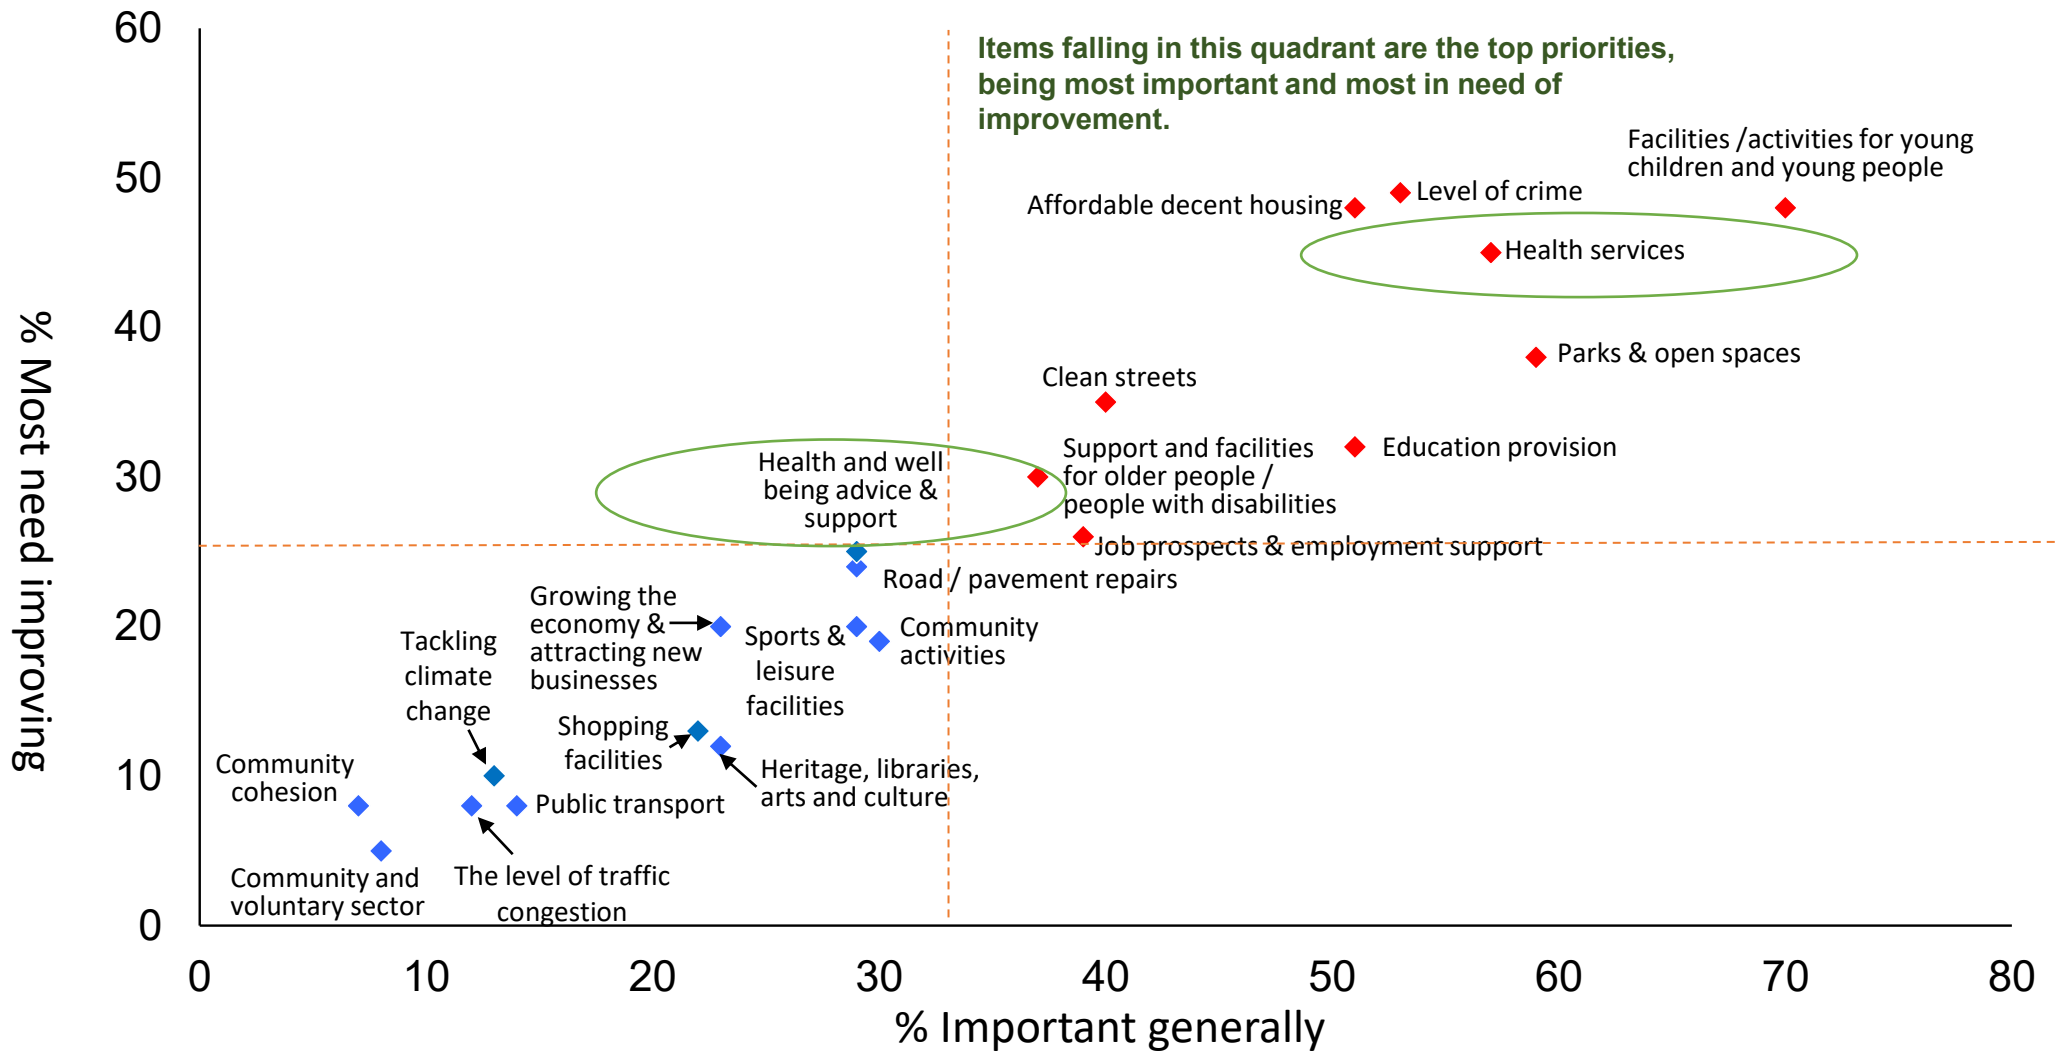 60
Items falling in this quadrant are the top priorities,
being most important and most in need of
improvement.
Facilities /activities for young
children and young people
50
Level of crime
Affordable decent housing
Health services
40
Parks & open spaces
Clean streets
Support and facilities
for older people /
people with disabilities
Education provision
30
Health and well
being advice &
support
Job prospects & employment support
Road / pavement repairs
Growing the
economy &
attracting new
businesses
20
Sports &
leisure
facilities
Community
activities
Tackling
climate
change
Shopping
facilities
Heritage, libraries,
arts and culture
10
Community
cohesion
Public transport
Community and
voluntary sector
The level of traffic
congestion
0
% Most need improving
0 10 20 30 40 50 60 70 80
% Important generally